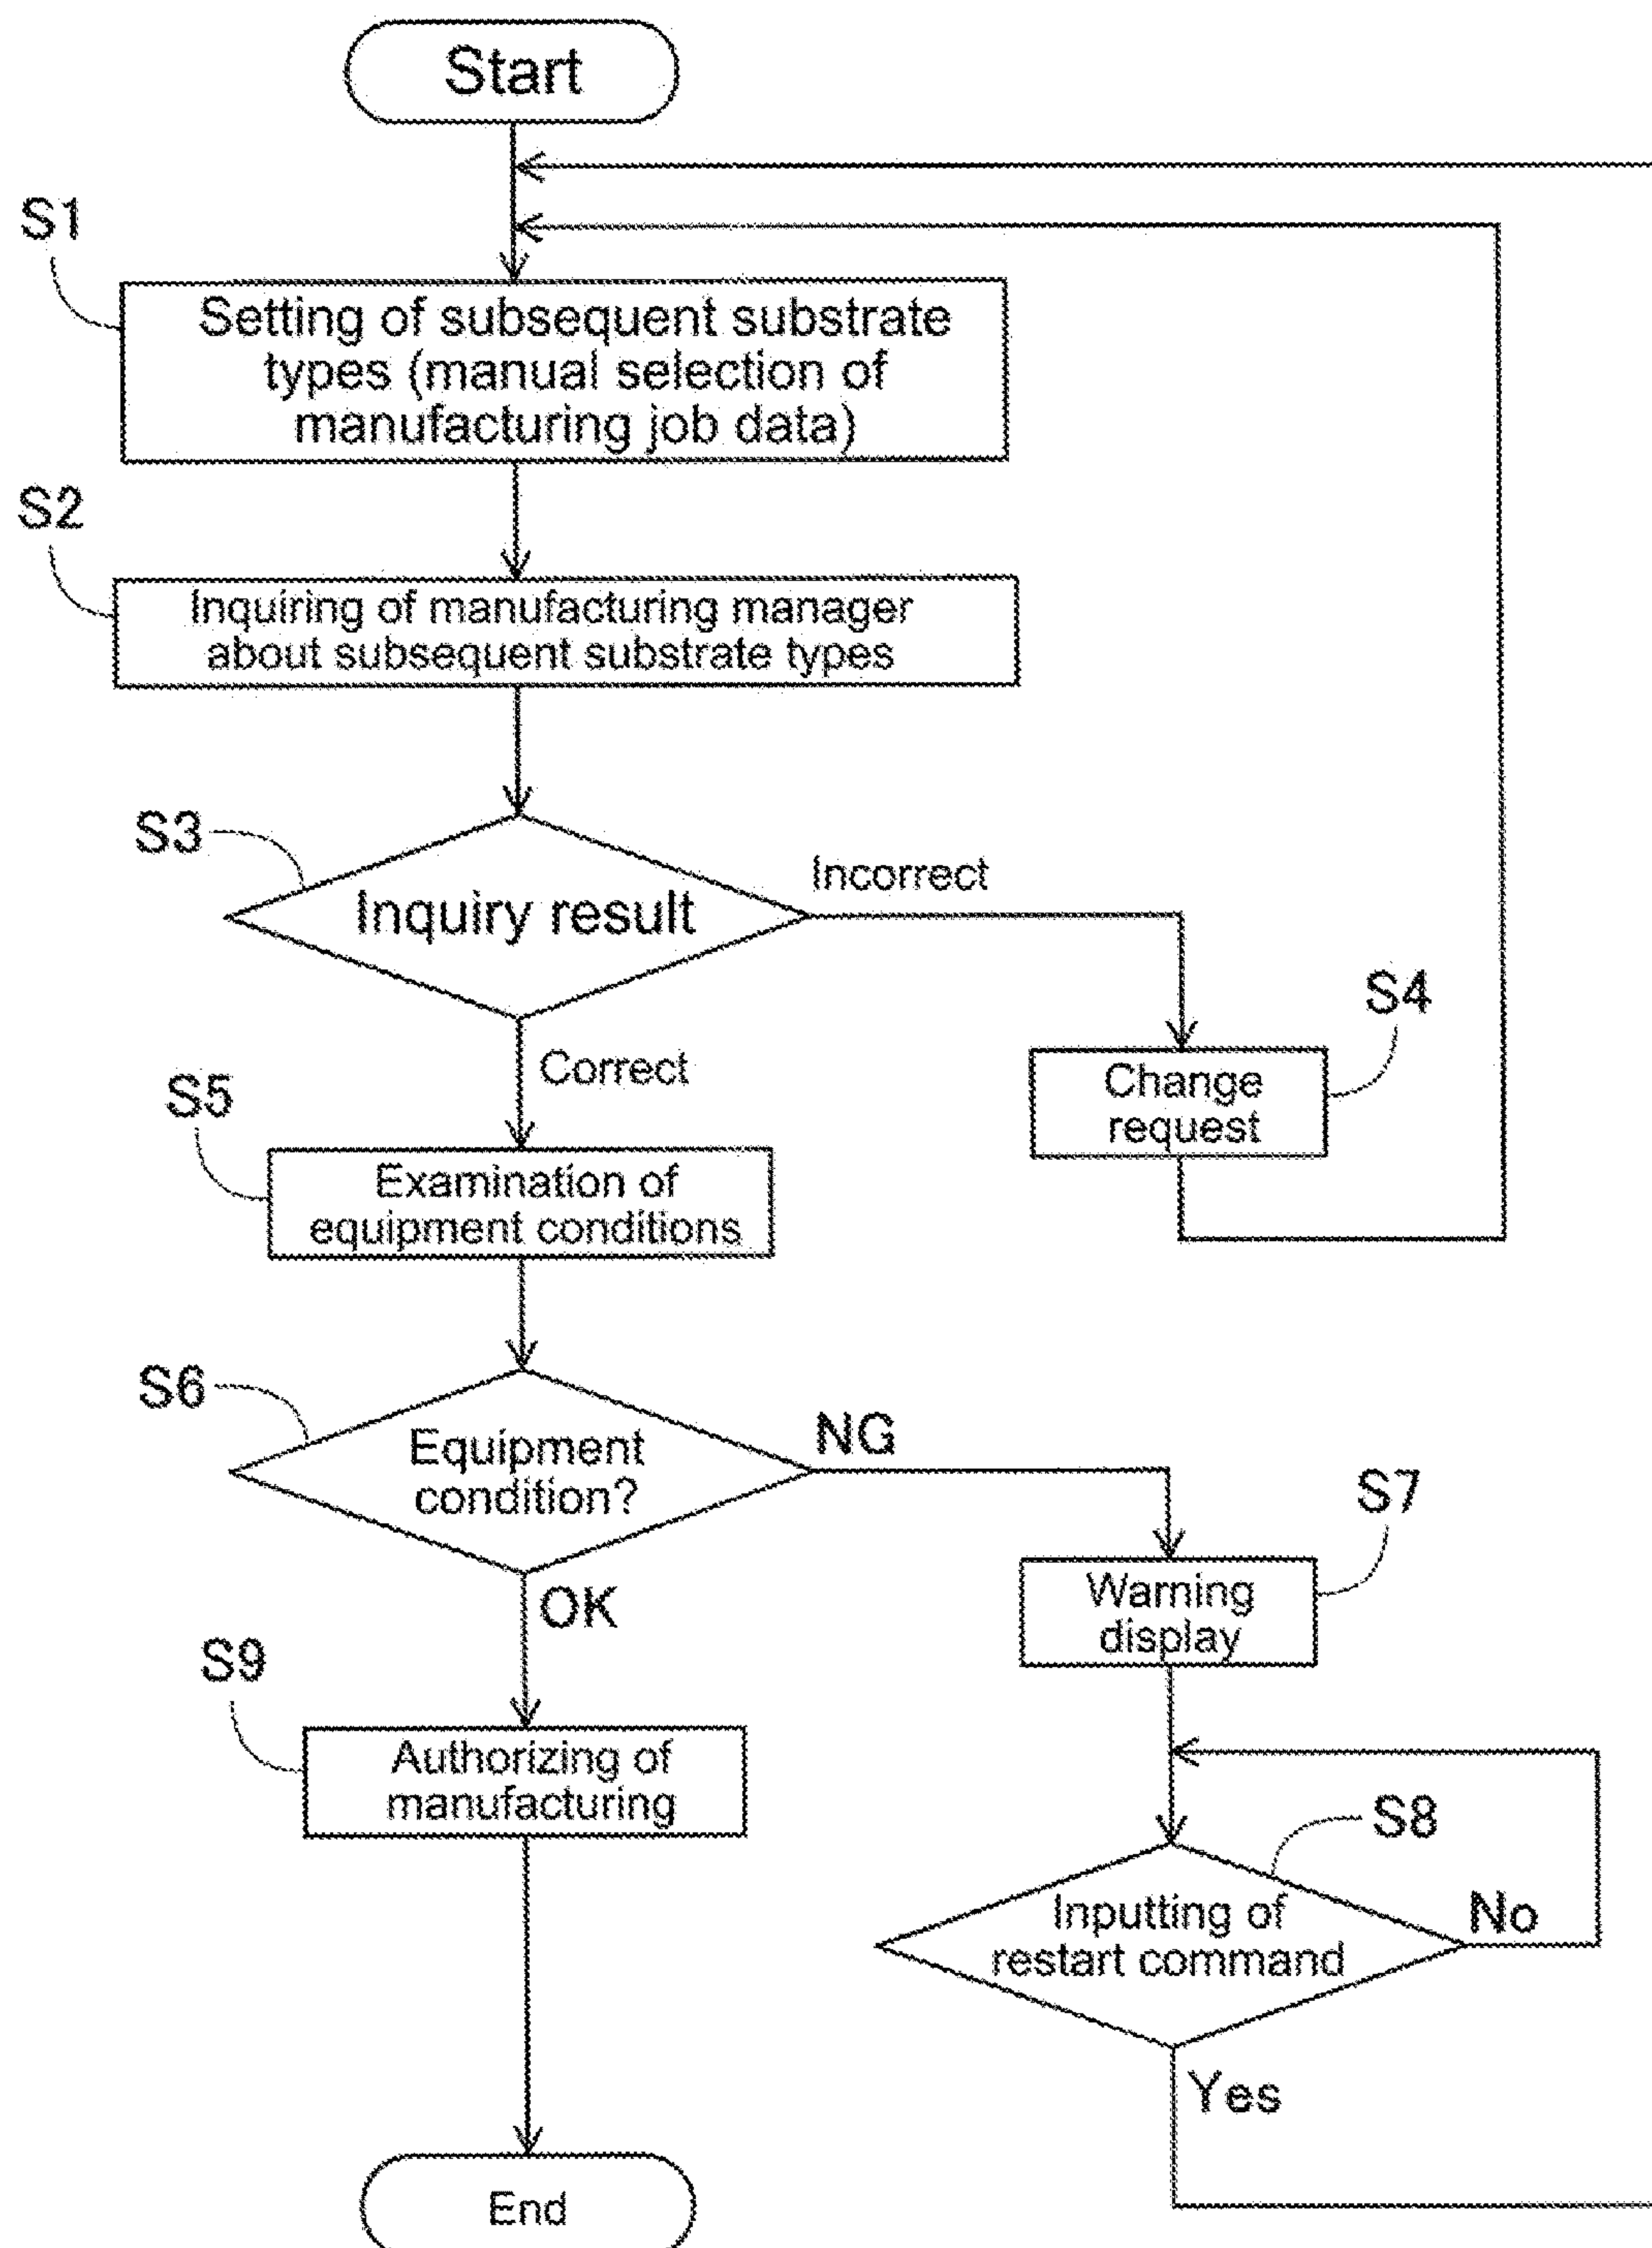 Start
S1
Setting of subsequent substrate
types (manual selection of
manufacturing job data)
S2
Inquiring of manufacturing manager
about subsequent substrate types
S3
Inquiry result
Incorrect
S4
Change
request
Correct
S5
Examination of
equipment conditions
S6
Equipment
condition?
NG
S7
Warning
display
OK
S9
Authorizing of
manufacturing
S8
Inputting of
restart command
No
Yes
End